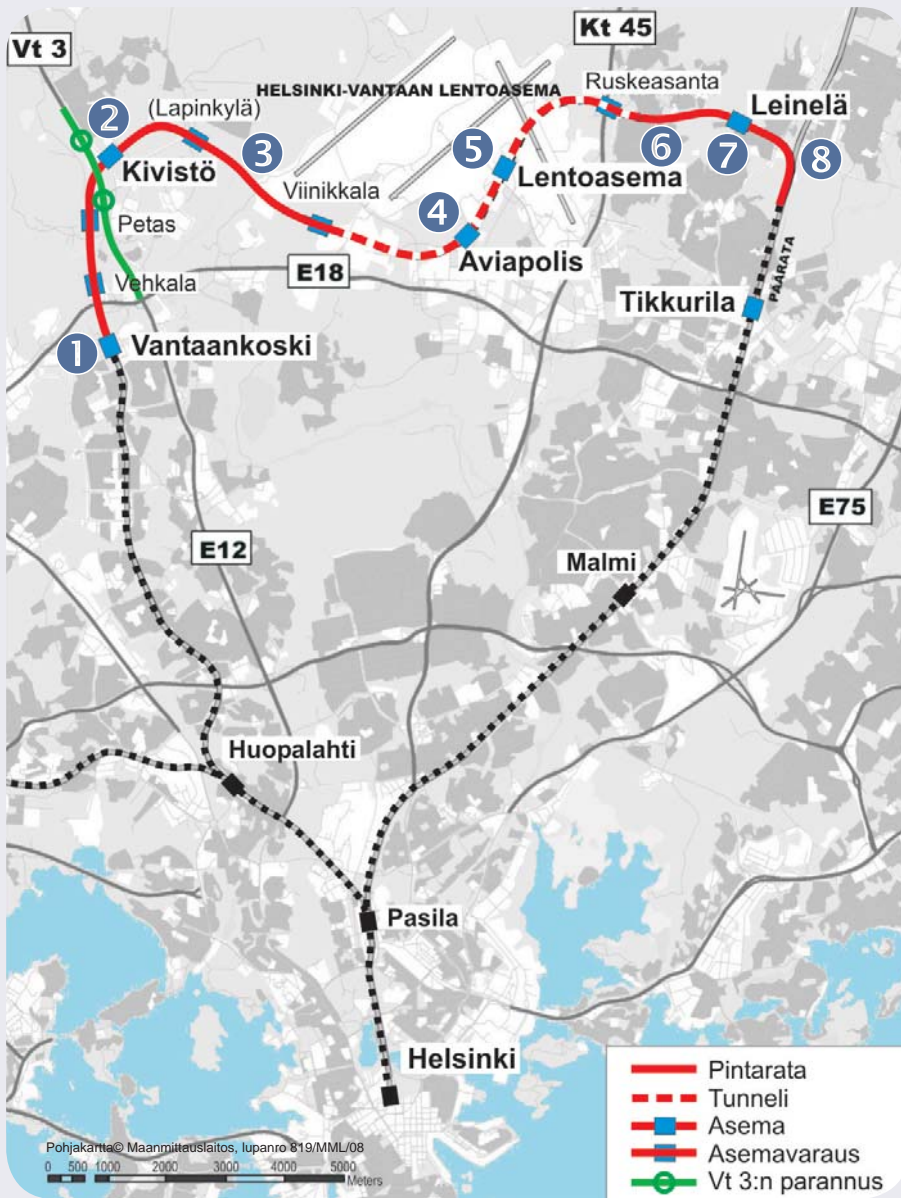 Vt 3
Kt 45
HELSINKI-VANTAAN LENTOASEMA
Ruskeasanta
(Lapinkylä)
Leinelä
2
Kivistö
3
5
6
7
8
Lentoasema
Viinikkala
Petas
4
Aviapolis
Vehkala
E18
PÄÄRATA
Tikkurila
1
Vantaankoski
E75
E12
Malmi
Huopalahti
Pasila
Helsinki
Pintarata
Tunneli
Asema
Asemavaraus
Vt 3:n parannus
Pohjakartta© Maanmittauslaitos, lupanro 819/MML/08
0 500 1000 2000 3000 4000 5000
Meters